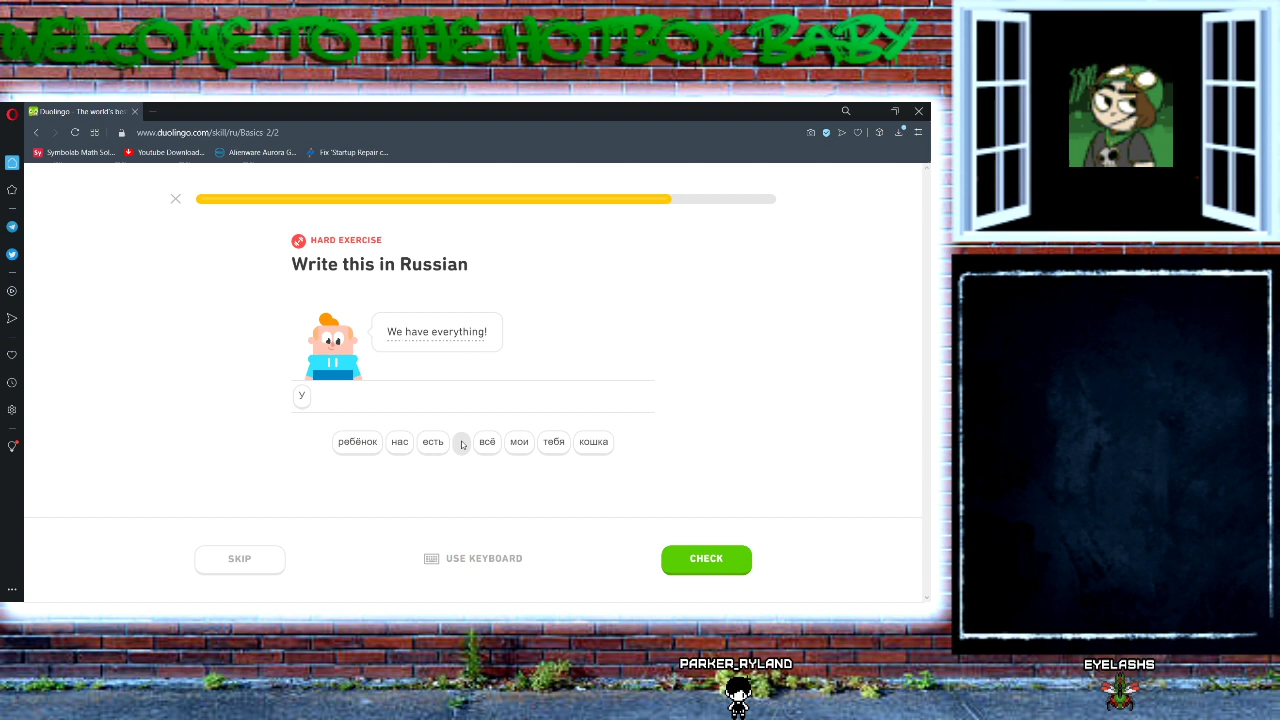 WELCOME TO THE HOTBOX BABY
Duolingo - The world's bes
www.duolingo.com/skill/ru/Basics-2/2
Sy Symbolab Math Sol... Youtube Download... Alienware Aurora G... Fix 'Startup Repair c...
HARD EXERCISE
Write this in Russian
We have everything!
У
ребёнок нас есть всё мои тебя кошка
SKIP USE KEYBOARD CHECK
PARKER_RYLAND EYELASHS